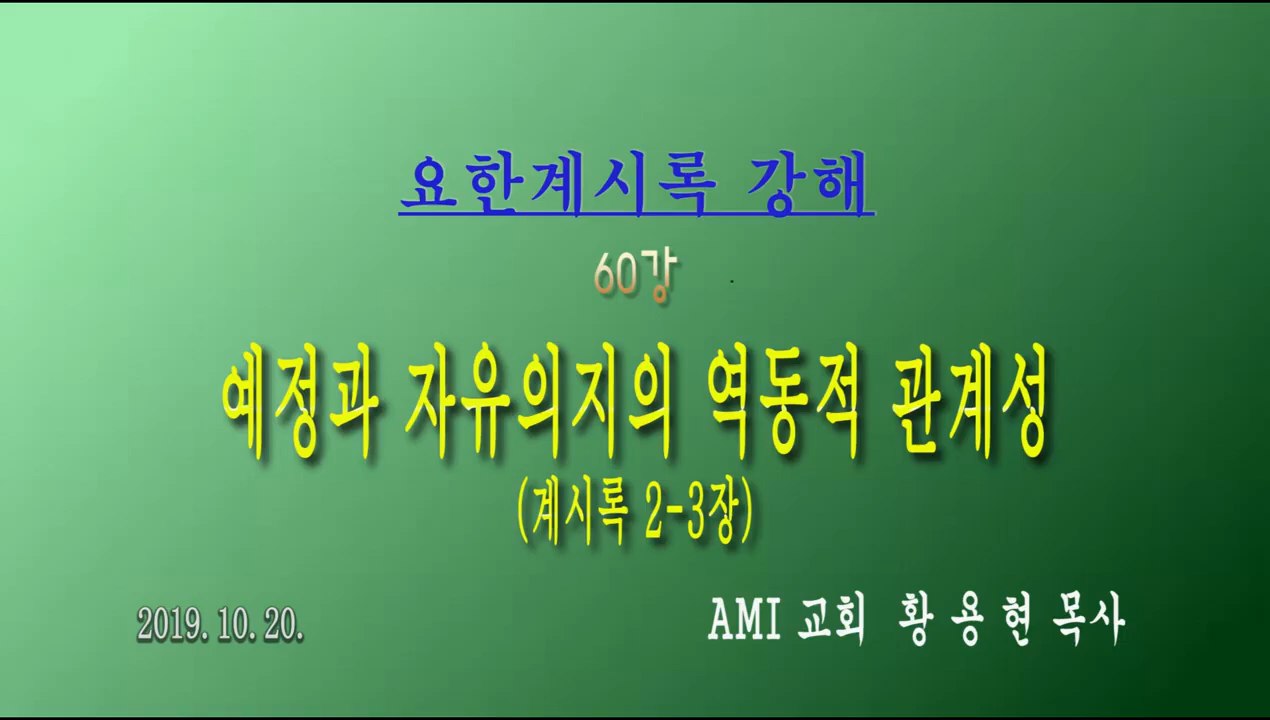 요한계시록 강해
60강
예정과 자유의지의 역동적 관계성
(계시록 2-3장)
2019.10.20. AMI 교회 황용현 목사